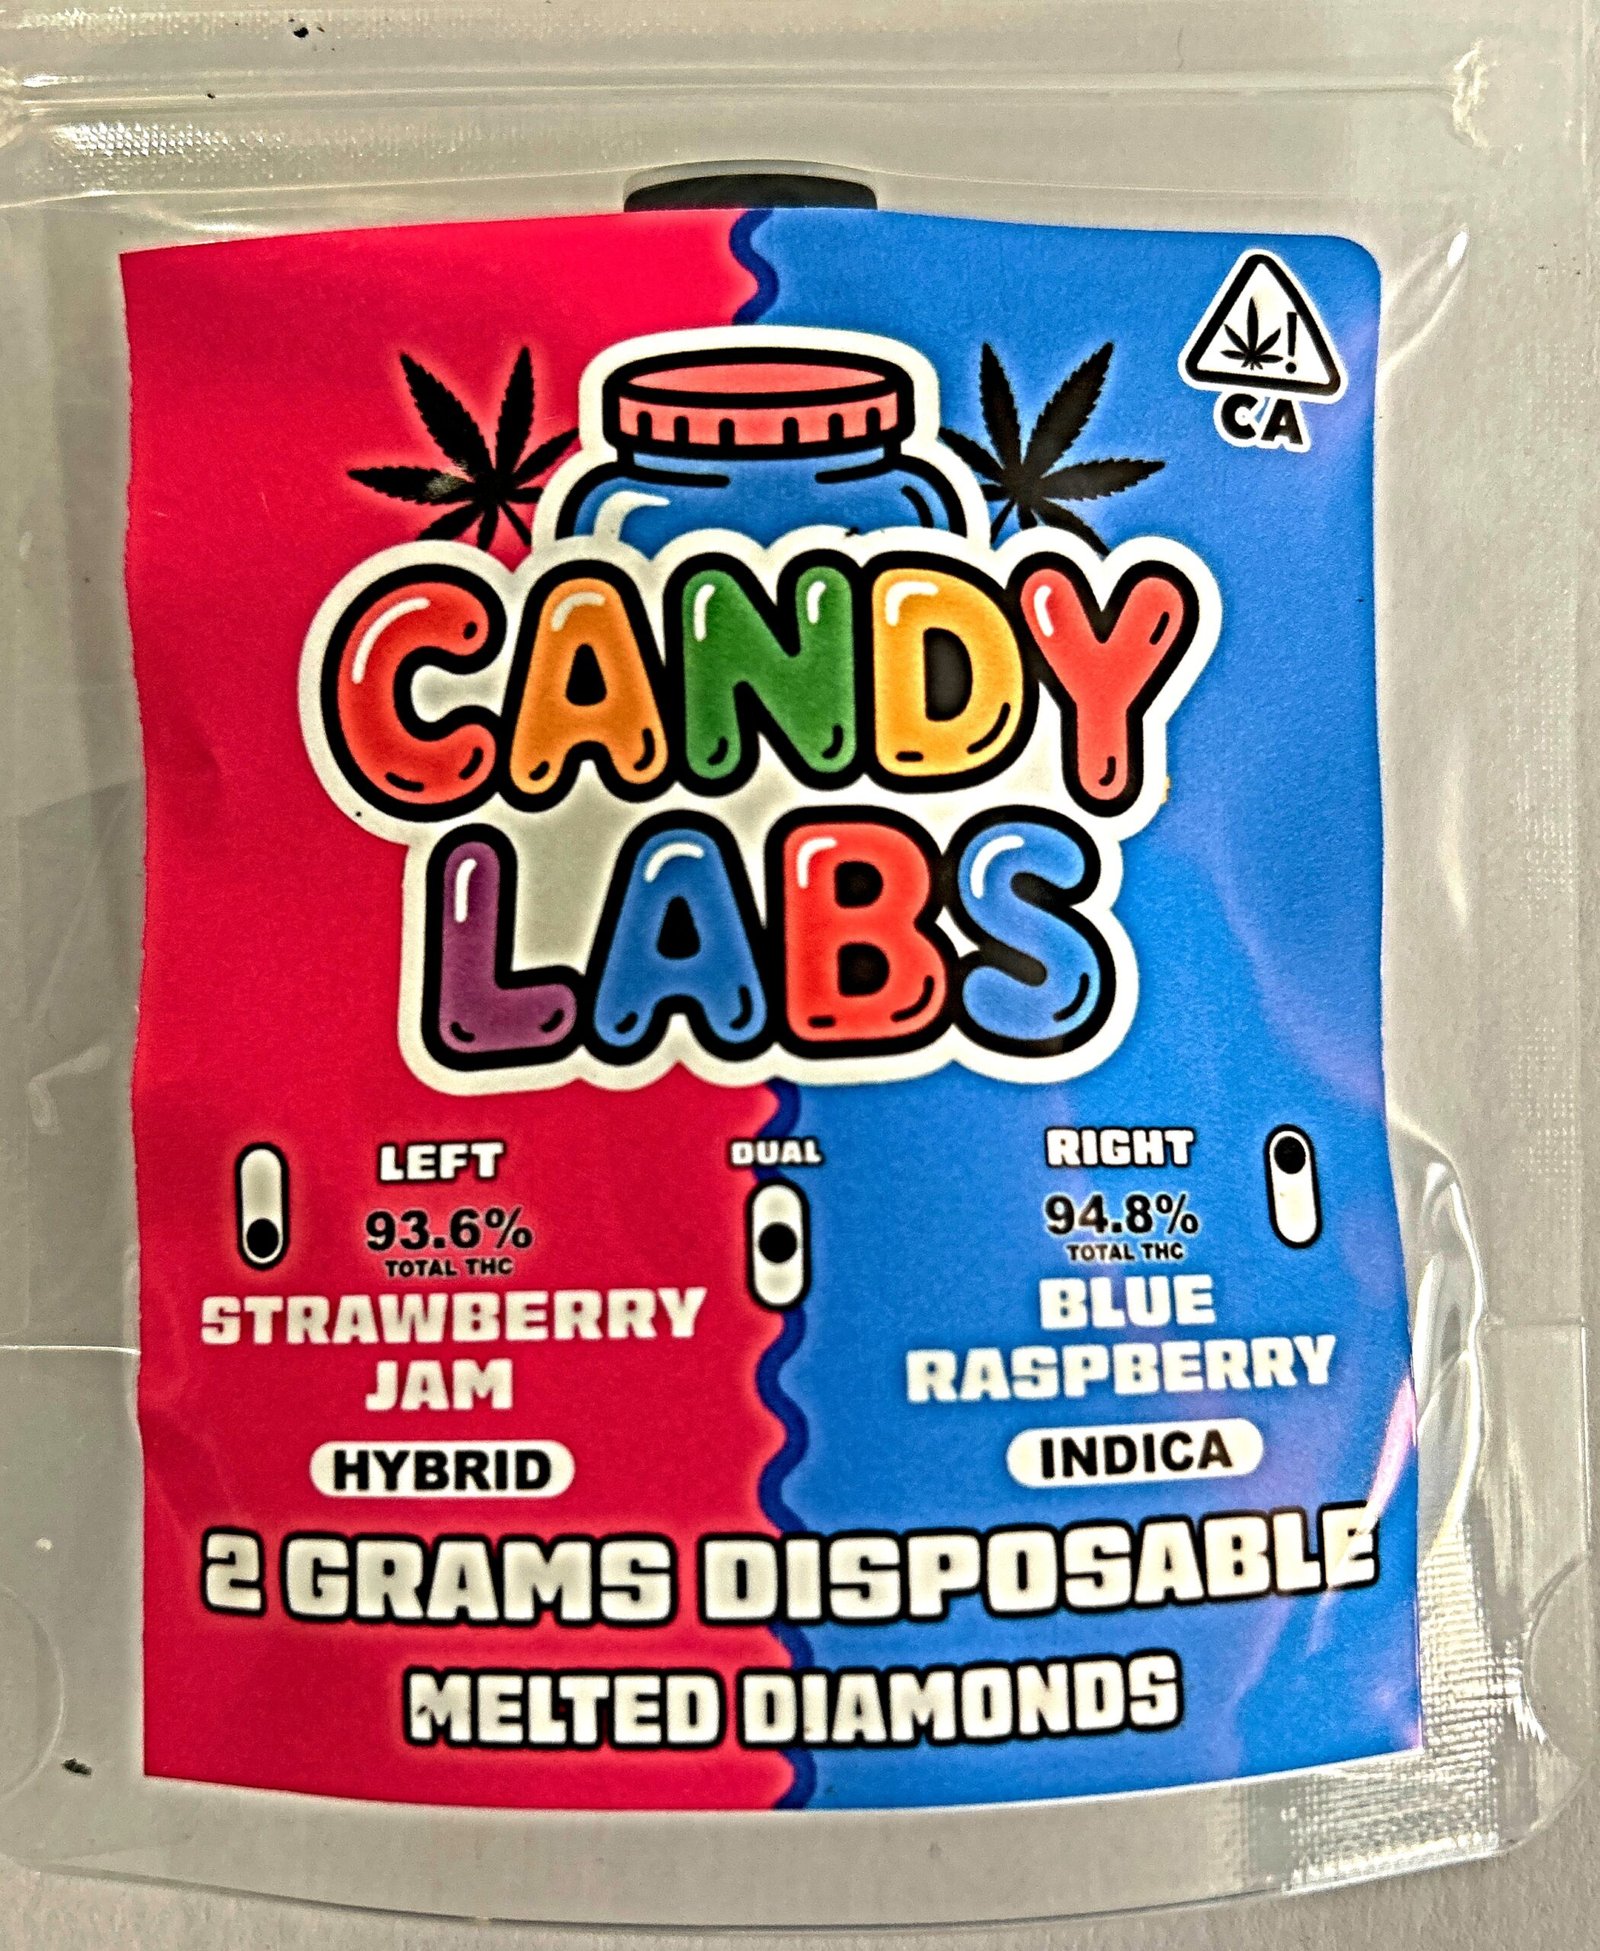 CA
CANDY
LABS
LEFT
93.6%
TOTAL THC
STRAWBERRY
JAM
HYBRID
DUAL
RIGHT
94.8%
TOTAL THC
BLUE
RASPBERRY
INDICA
2 GRAMS DISPOSABLE
MELTED DIAMONDS